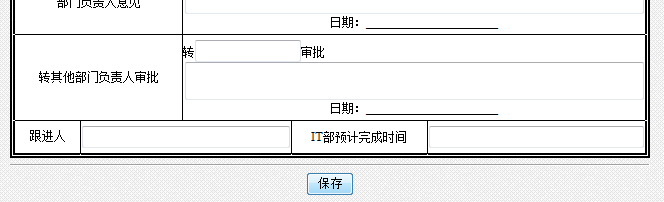 部门负责人意见
日期：
转 审批
转其他部门负责人审批
日期：
跟进人 IT部预计完成时间
保存